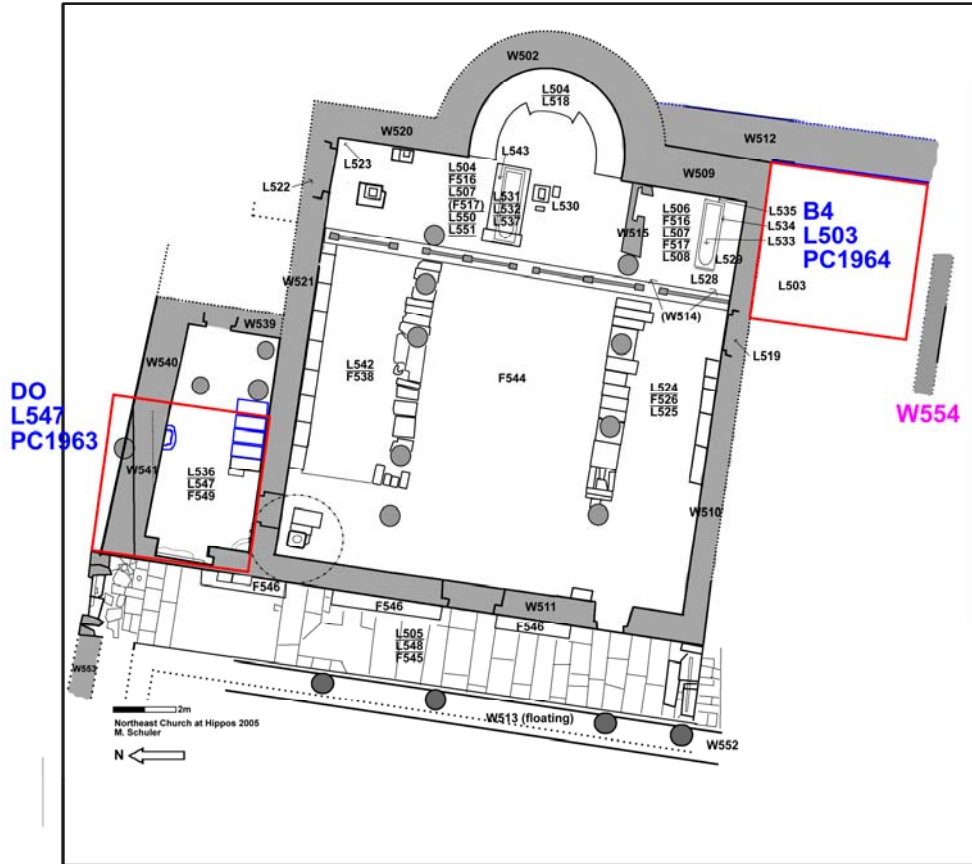 W502
L504
L518
W520
W512
L523
L543
W509
L504
F516
L507
(F517)
L550
L551
L522
L531
L532
L537
L530
L506
F516
L507
F517
L508
W515
L535
L534
L533
B4
L503
PC1964
L529
L528
L503
(W514)
W521
W539
L519
W540
L542
F538
F544
L524
F526
L525
W554
DO
L547
PC1963
W541
L536
L547
F549
W510
F546
F546
W511
F546
L505
L548
F545
W553
2m
Northeast Church at Hippos 2005
M. Schuler
W513 (floating)
W552
N